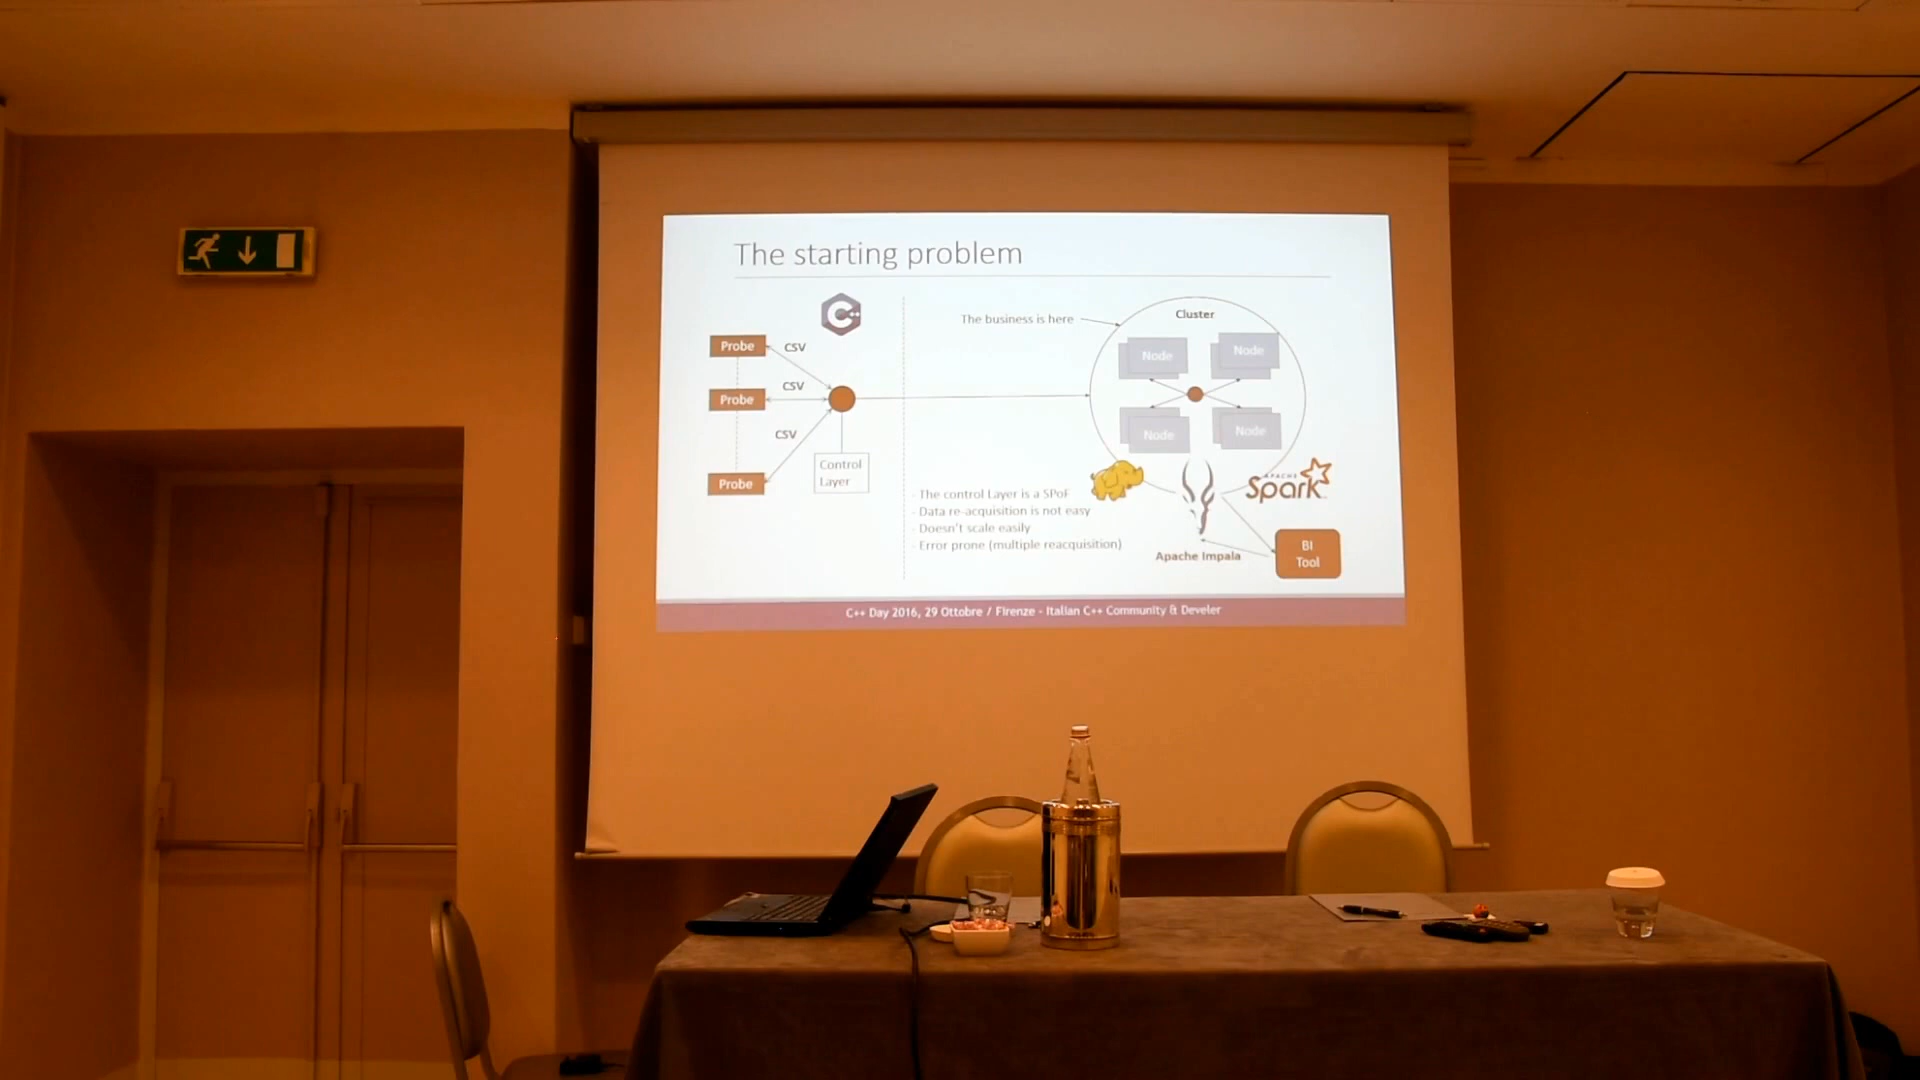 The starting problem
C++
Probe
CSV
Probe
CSV
CSV
Probe
Control
Layer
The business is here
Cluster
Node
Node
Node
Node
- The control Layer is a SPoF
- Data re-acquisition is not easy
- Doesn't scale easily
- Error prone (multiple reacquisition)
APACHE
Spark
Apache Impala
BI
Tool
C++ Day 2016, 29 Ottobre / Firenze - Italian C++ Community & Develer